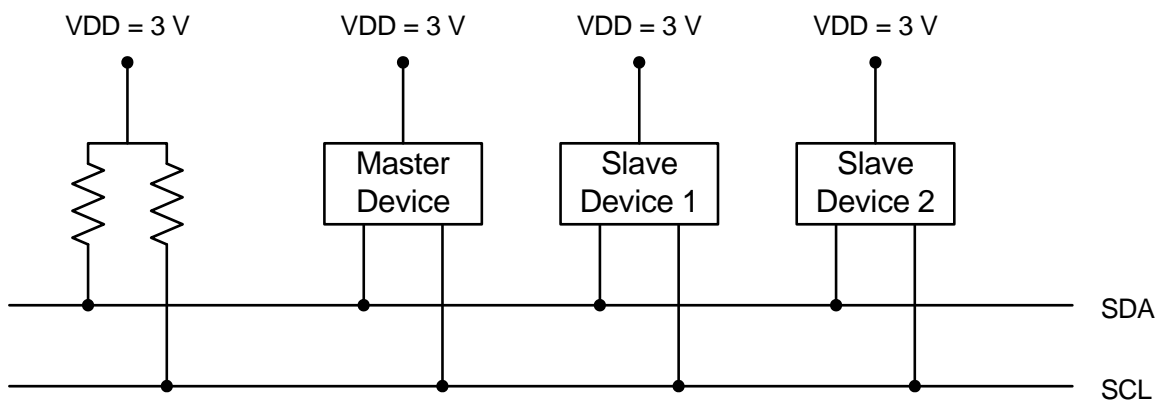 VDD = 3 V VDD = 3 V VDD = 3 V VDD = 3 V
Master Device
Slave Device 1
Slave Device 2
SDA
SCL